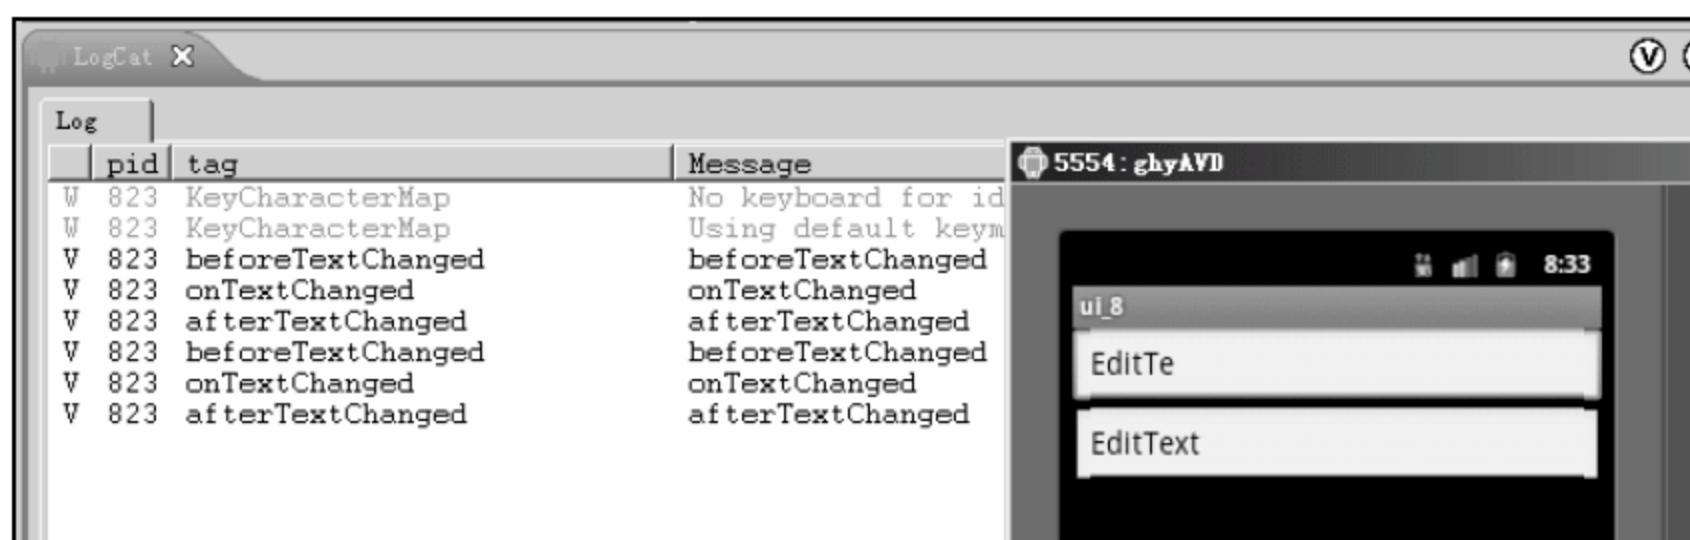 LogCat
V
Log
pid tag Message
W 823 KeyCharacterMap No keyboard for id
W 823 KeyCharacterMap Using default keym
V 823 beforeTextChanged beforeTextChanged
V 823 onTextChanged onTextChanged
V 823 afterTextChanged afterTextChanged
V 823 beforeTextChanged beforeTextChanged
V 823 onTextChanged onTextChanged
V 823 afterTextChanged afterTextChanged
5554:ghyAVD
8:33
ui_8
EditTe
EditText